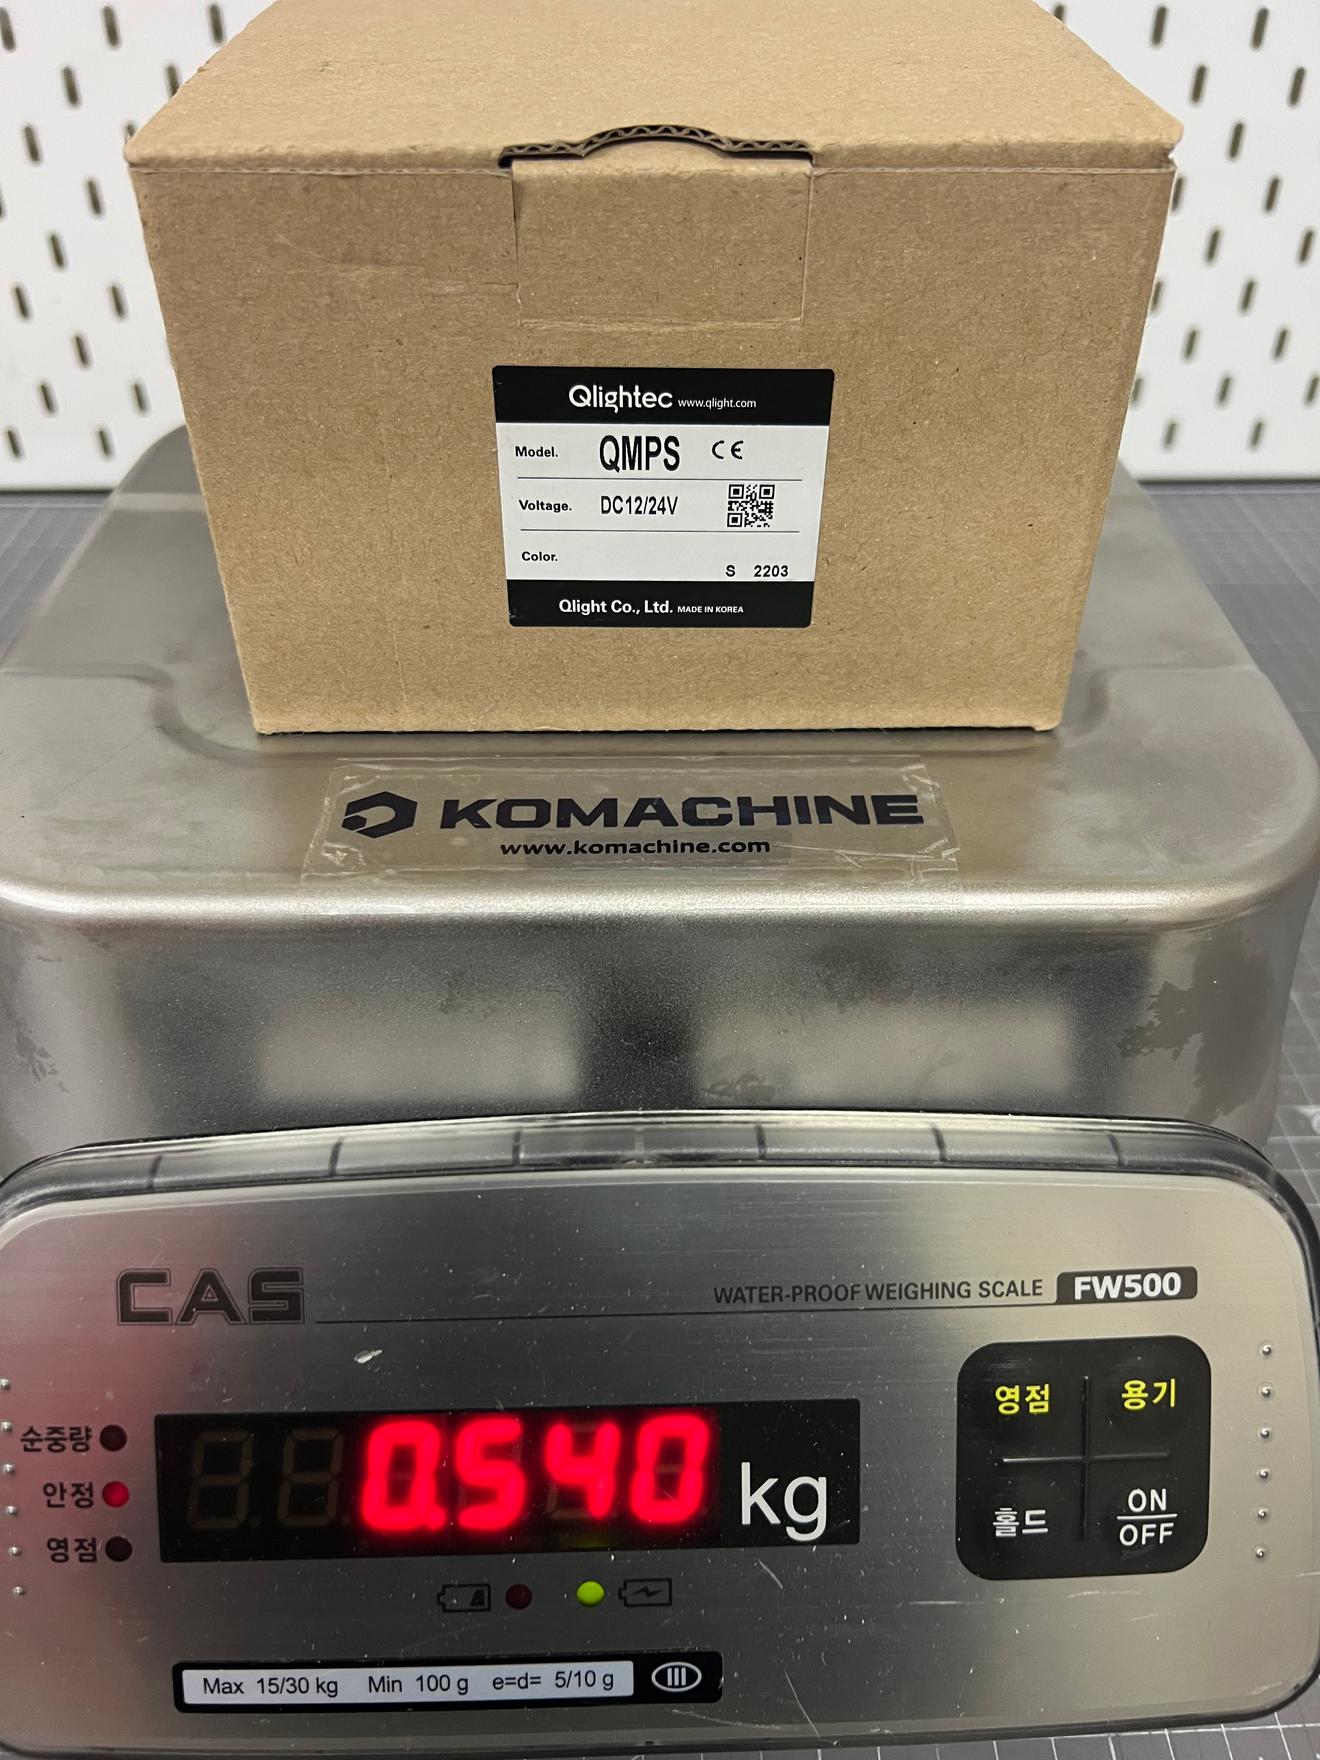 Qlightec www.qlight.com
Model. QMPS CE
Voltage. DC12/24V
Color.
S 2203
Qlight Co., Ltd. MADE IN KOREA
KOMACHINE
www.komachine.com
CAS
WATER-PROOF WEIGHING SCALE FW500
영점 용기
홀드 ON
OFF
순중량
안정
영점
0.540 kg
Max 15/30 kg Min 100 g e=d= 5/10 g III